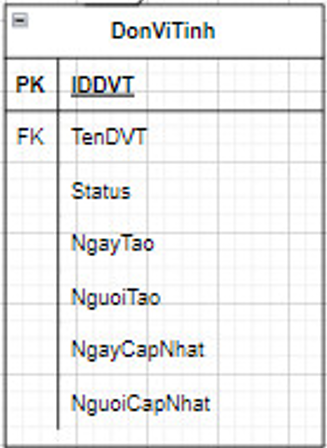 DonViTinh
PK IDDVT
FK TenDVT
Status
NgayTao
NguoiTao
NgayCapNhat
NguoiCapNhat